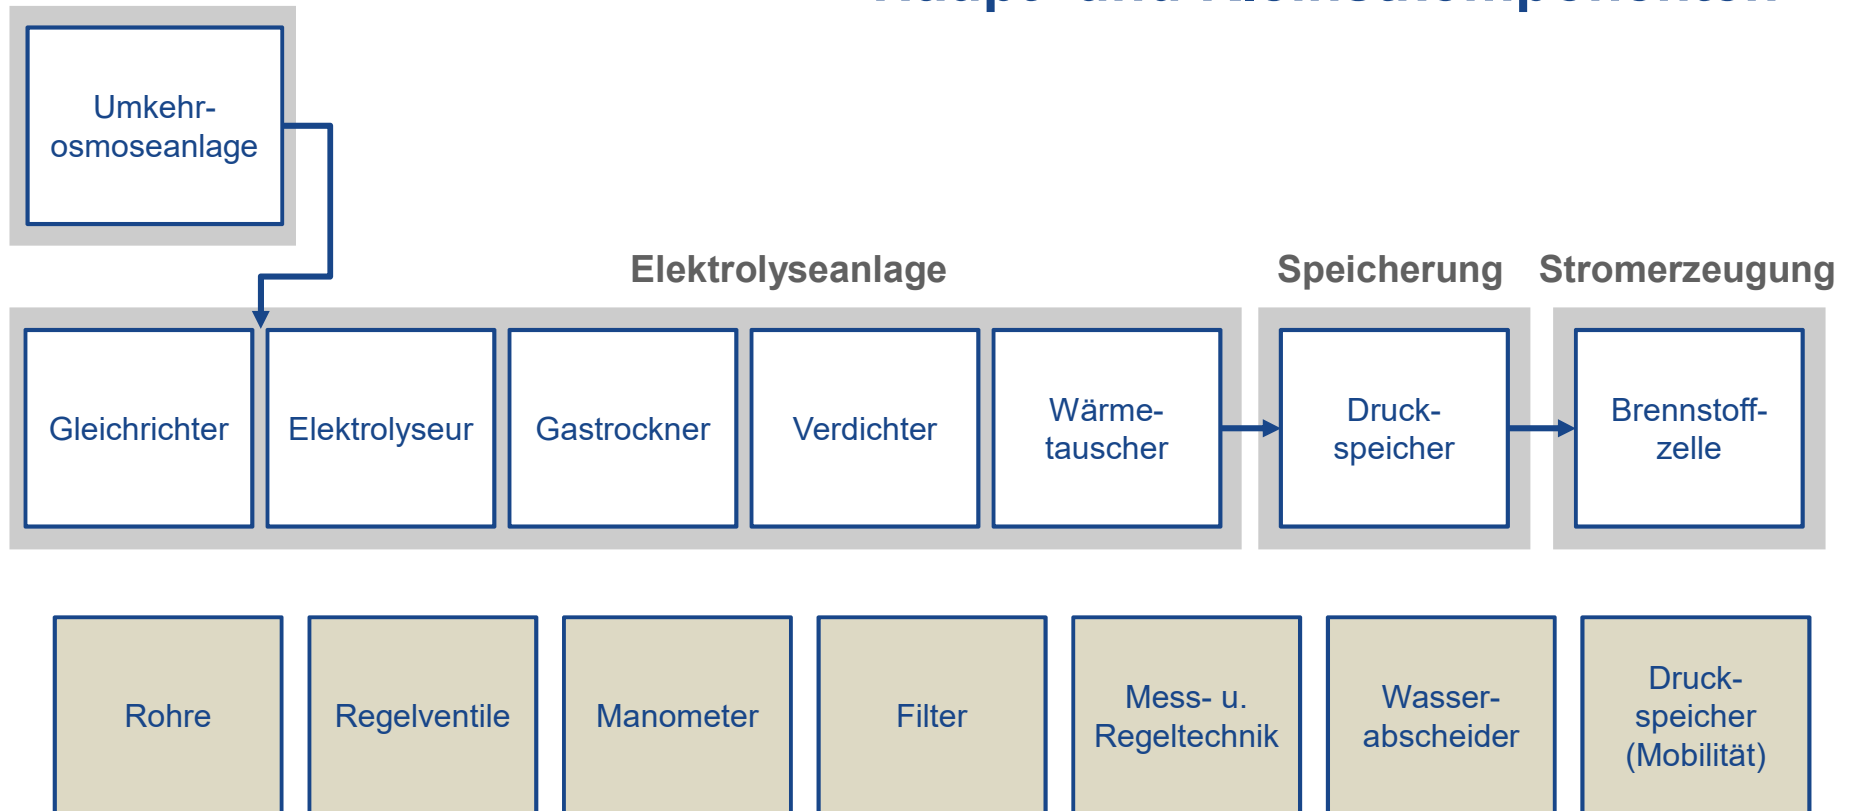 Umkehr-
osmoseanlage
Elektrolyseanlage
Speicherung
Stromerzeugung
Gleichrichter
Elektrolyseur
Gastrockner
Verdichter
Wärme-
tauscher
Druck-
speicher
Brennstoff-
zelle
Rohre
Regelventile
Manometer
Filter
Mess- u.
Regeltechnik
Wasser-
abscheider
Druck-
speicher
(Mobilität)